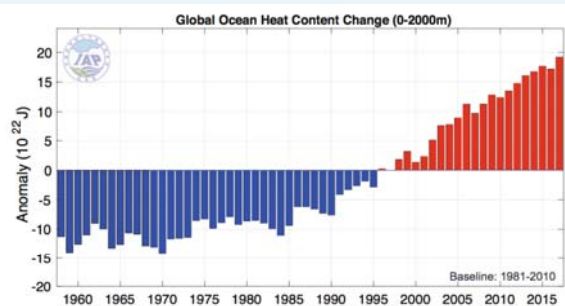 Global Ocean Heat Content Change (0-2000m)
IAP
Anomaly (10 22 J)
20
15
10
5
0
-5
-10
-15
-20
Baseline: 1981-2010
1960 1965 1970 1975 1980 1985 1990 1995 2000 2005 2010 2015